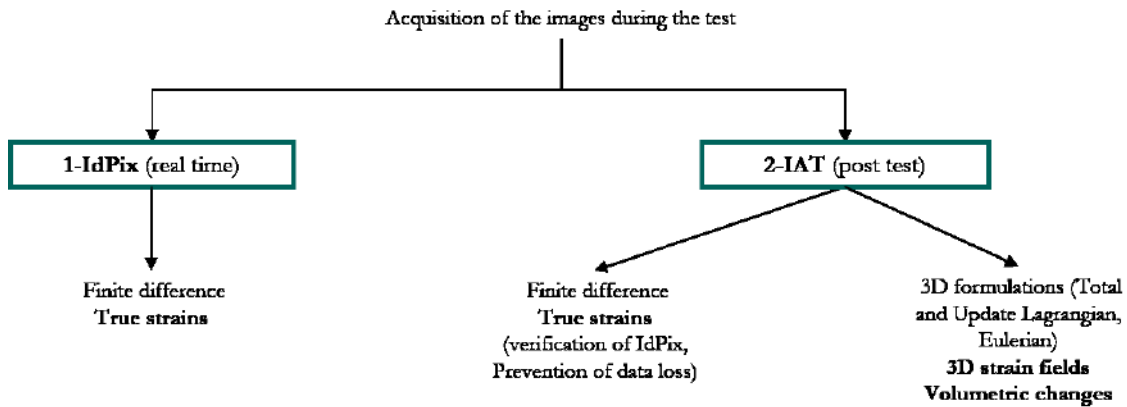 Acquisition of the images during the test
1-IdPix (real time)
2-IAT (post test)
Finite difference
True strains
Finite difference
True strains
(verification of IdPix,
Prevention of data loss)
3D formulations (Total
and Update Lagrangian,
Eulerian)
3D strain fields
Volumetric changes